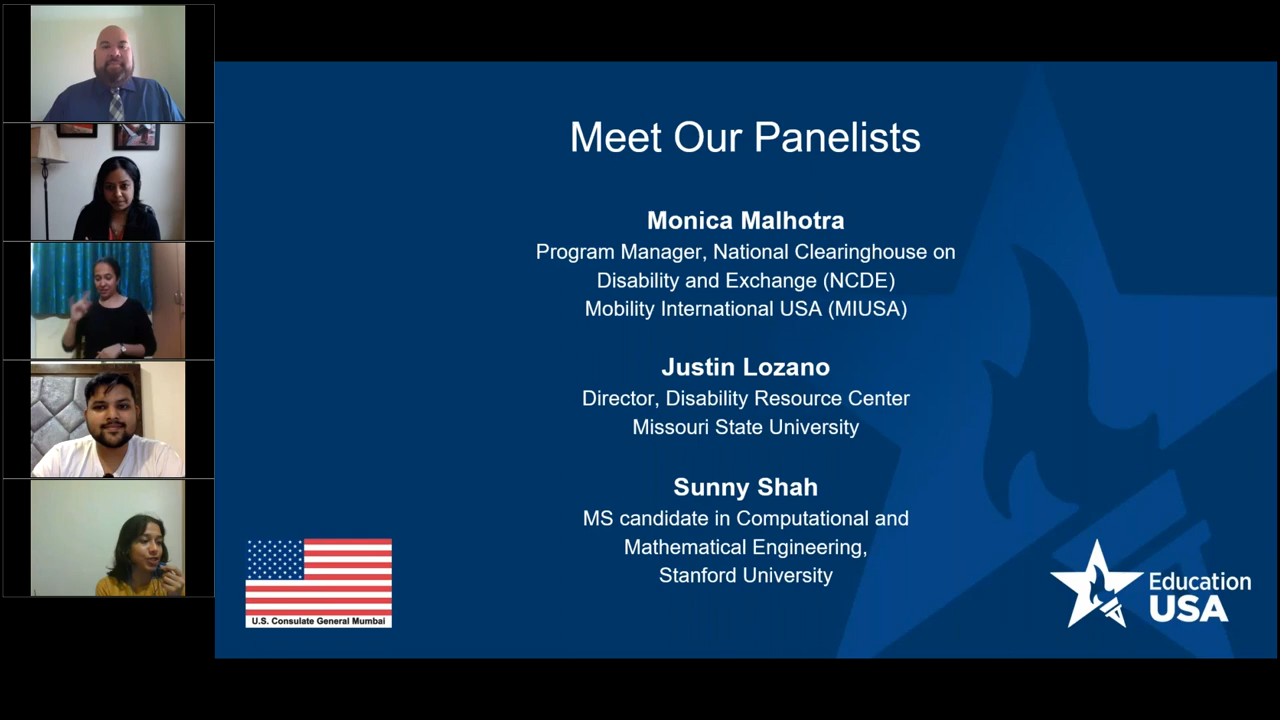 Meet Our Panelists
Monica Malhotra
Program Manager, National Clearinghouse on
Disability and Exchange (NCDE)
Mobility International USA (MIUSA)
Justin Lozano
Director, Disability Resource Center
Missouri State University
Sunny Shah
MS candidate in Computational and
Mathematical Engineering,
Stanford University
U.S. Consulate General Mumbai
Education
USA